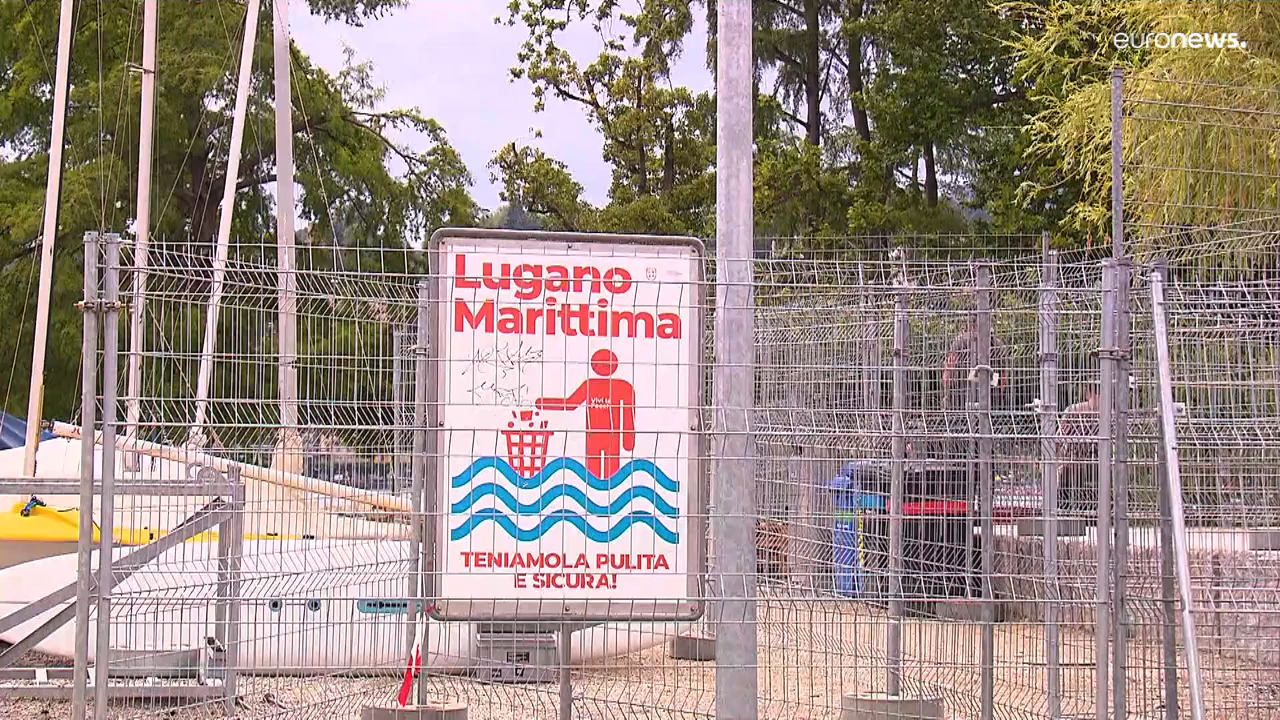 euronews.
Lugano
Marittima
TENIAMOLA PULITA
E SICURA!